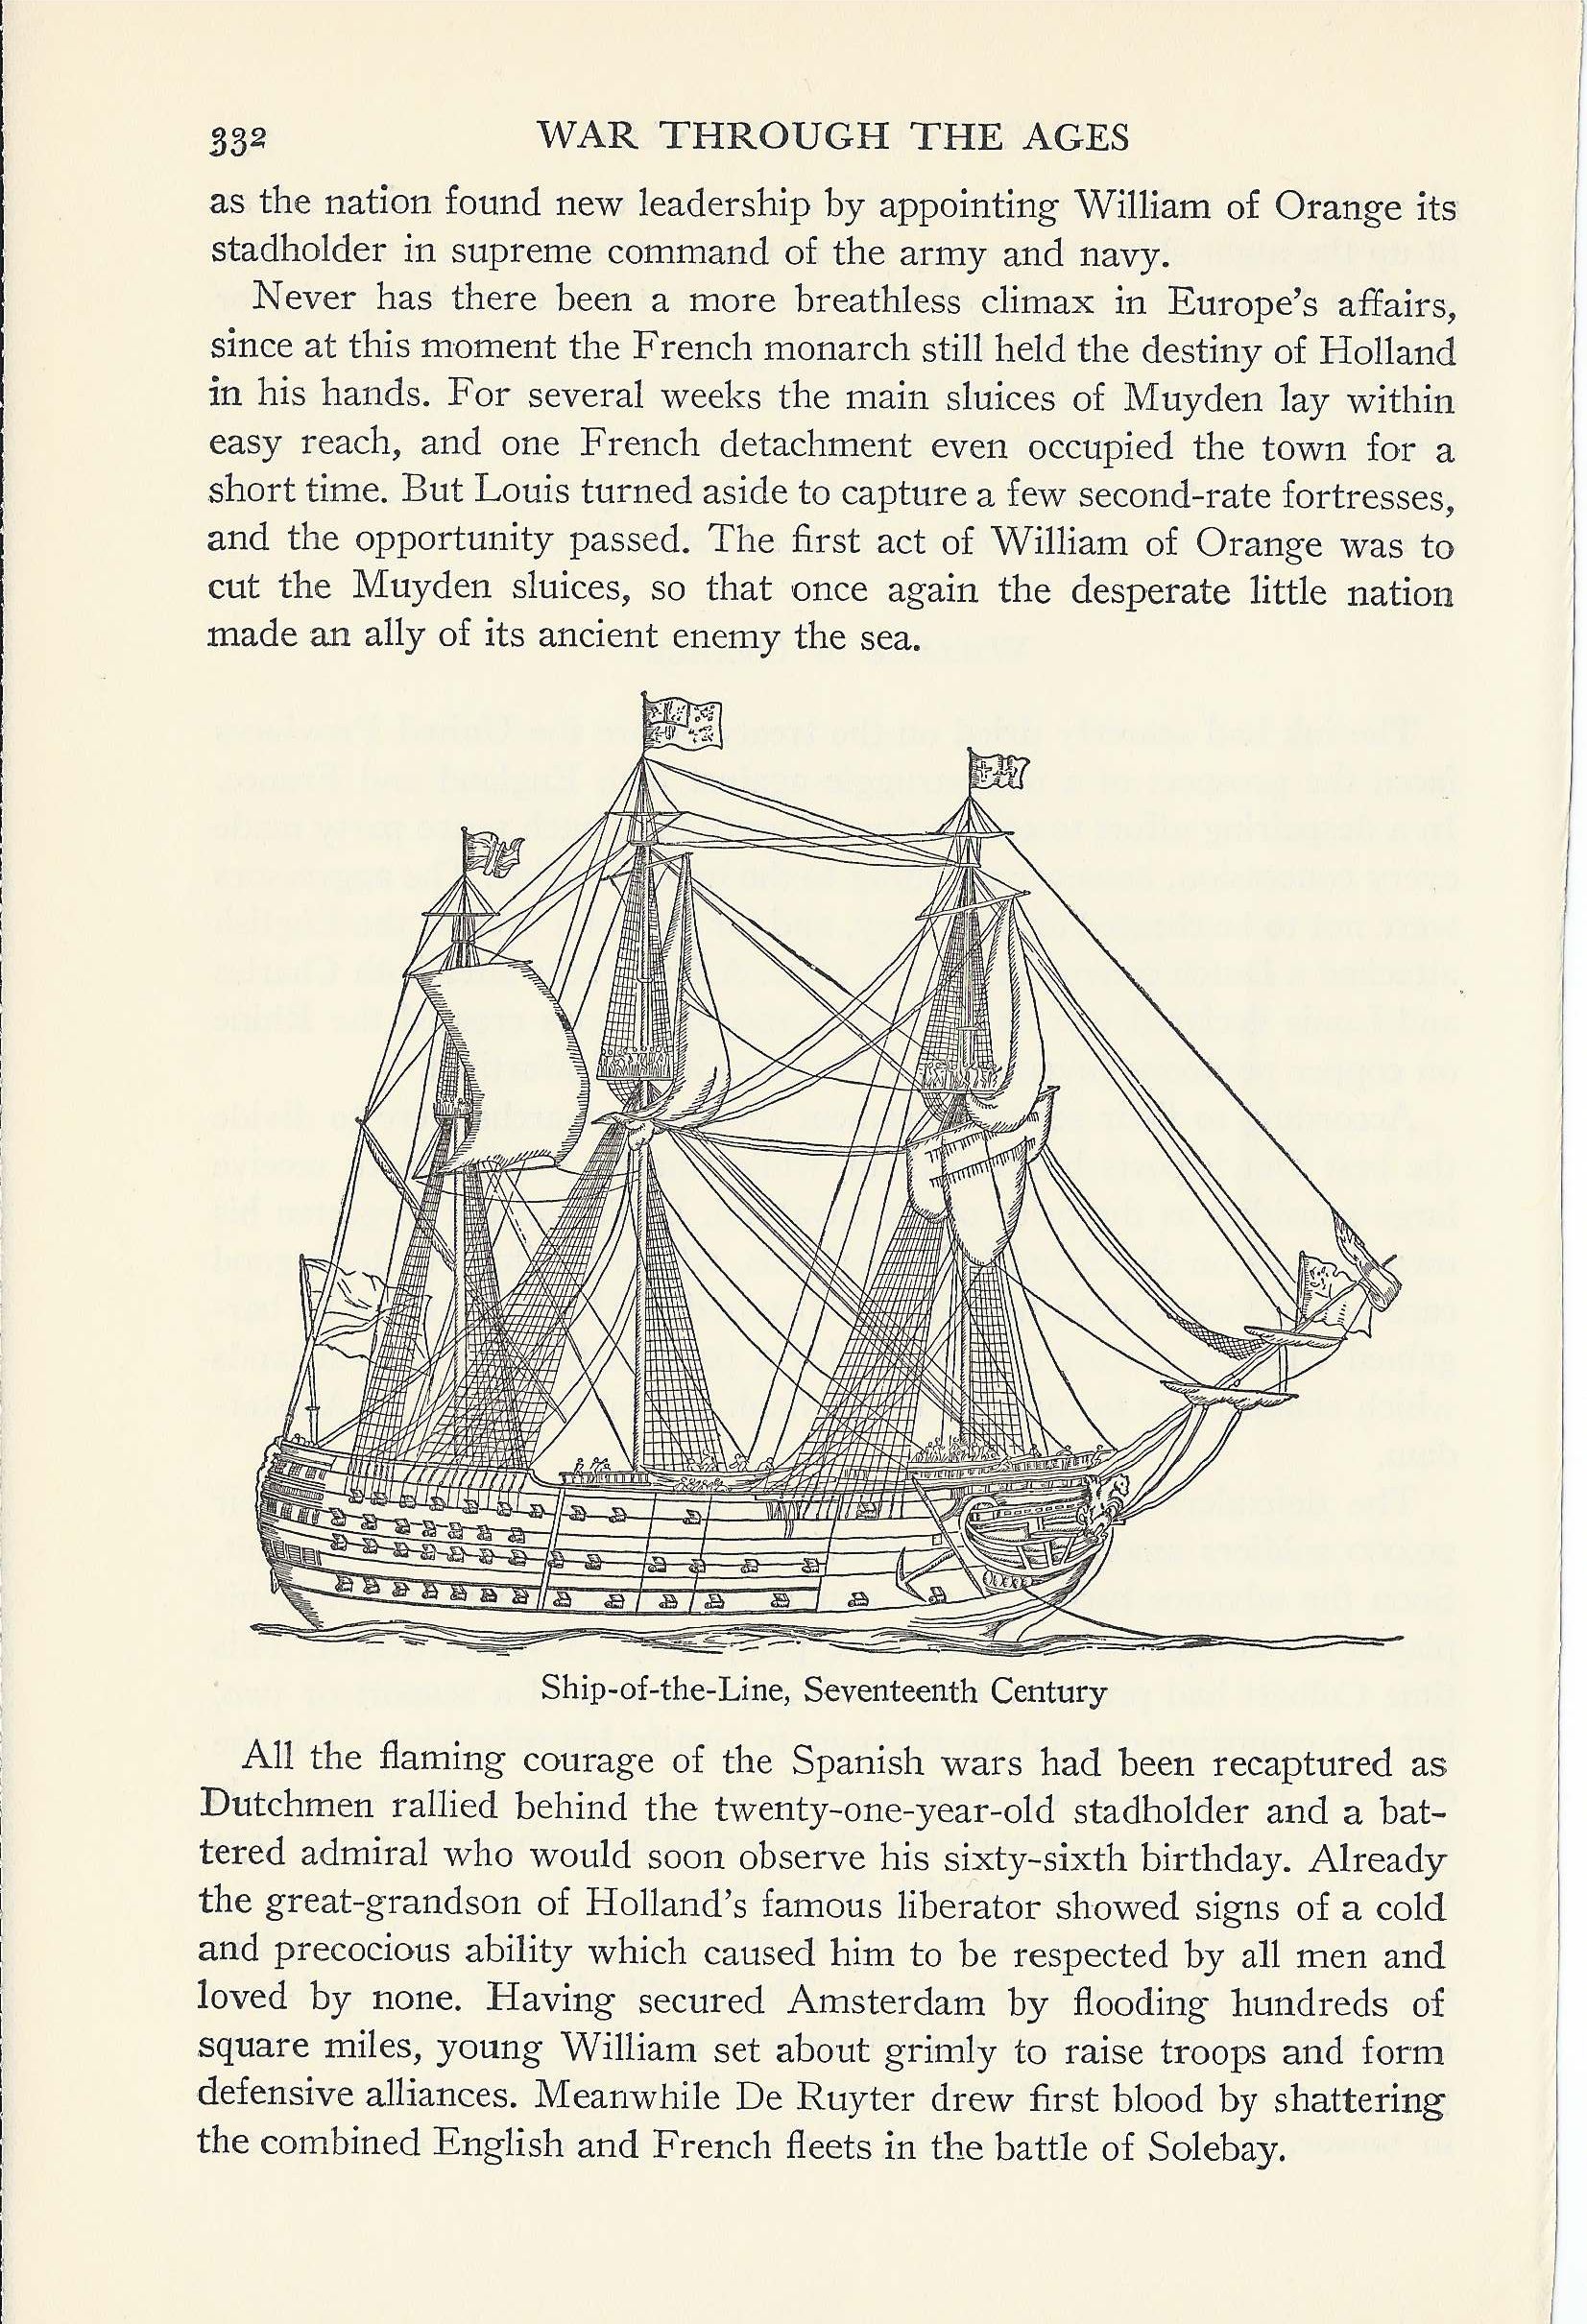 332 WAR THROUGH THE AGES
as the nation found new leadership by appointing William of Orange its
stadholder in supreme command of the army and navy.
Never has there been a more breathless climax in Europe's affairs,
since at this moment the French monarch still held the destiny of Holland
in his hands. For several weeks the main sluices of Muyden lay within
easy reach, and one French detachment even occupied the town for a
short time. But Louis turned aside to capture a few second-rate fortresses,
and the opportunity passed. The first act of William of Orange was to
cut the Muyden sluices, so that once again the desperate little nation
made an ally of its ancient enemy the sea.
Ship-of-the-Line, Seventeenth Century
All the flaming courage of the Spanish wars had been recaptured as
Dutchmen rallied behind the twenty-one-year-old stadholder and a bat-
tered admiral who would soon observe his sixty-sixth birthday. Already
the great-grandson of Holland's famous liberator showed signs of a cold
and precocious ability which caused him to be respected by all men and
loved by none. Having secured Amsterdam by flooding hundreds of
square miles, young William set about grimly to raise troops and form
defensive alliances. Meanwhile De Ruyter drew first blood by shattering
the combined English and French fleets in the battle of Solebay.